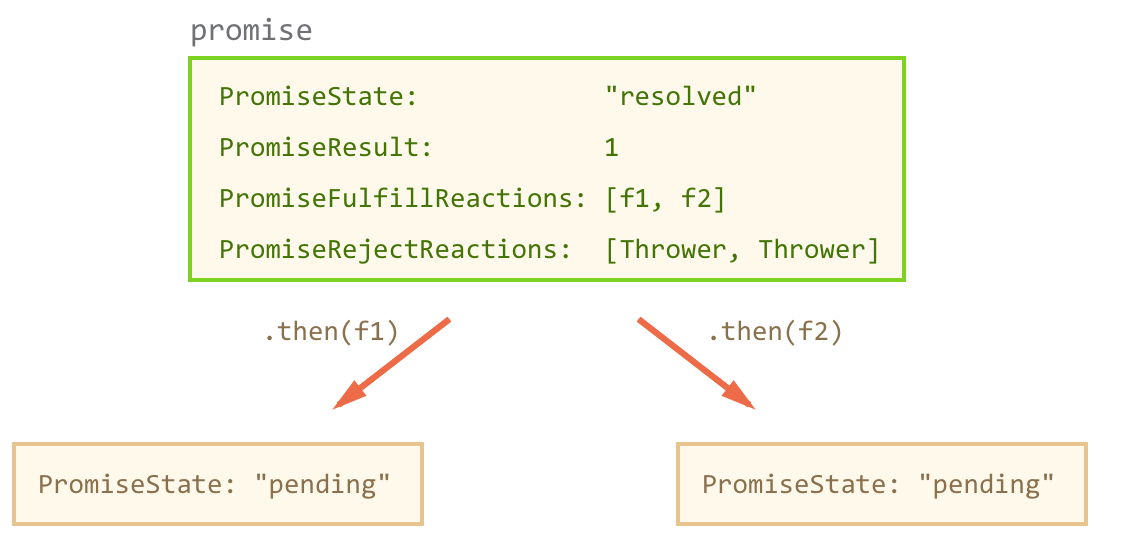 promise
PromiseState: "resolved"
PromiseResult: 1
PromiseFulfillReactions: [f1, f2]
PromiseRejectReactions: [Thrower, Thrower]
.then(f1) .then(f2)
PromiseState: "pending" PromiseState: "pending"